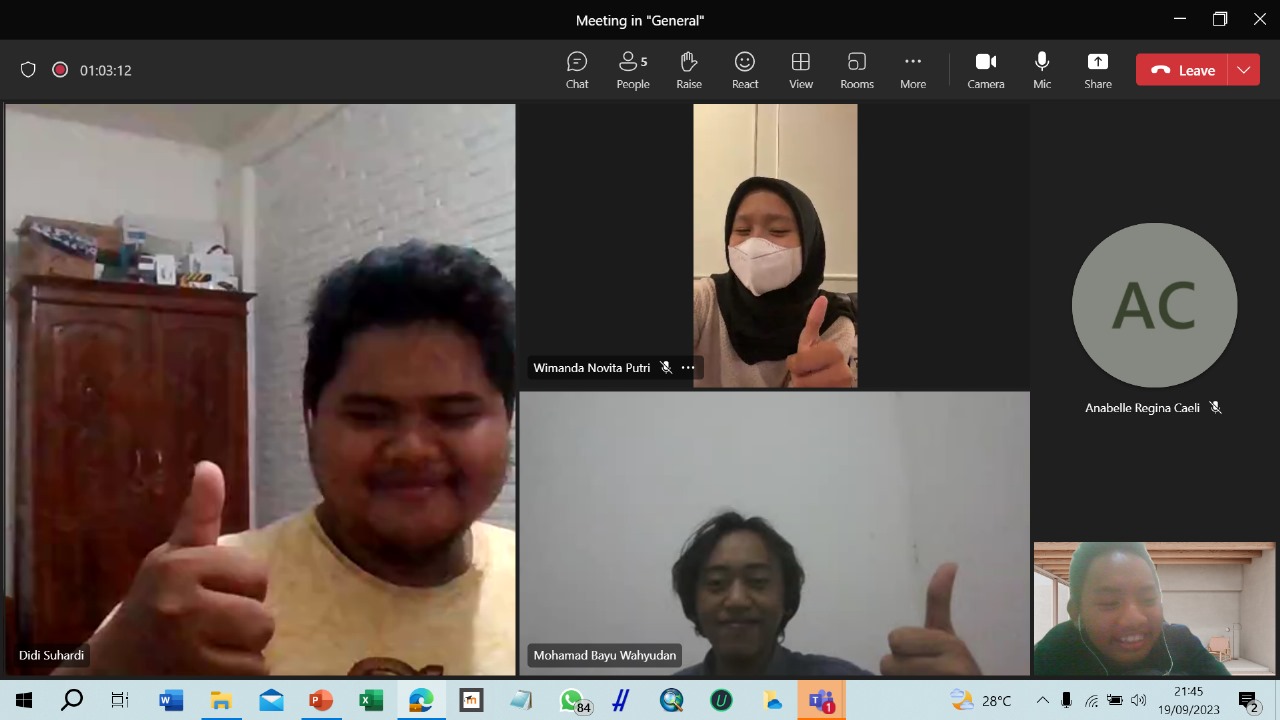 Meeting in "General"
01:03:12
Chat
5
People
Raise
React
View
Rooms
More
Camera
Mic
Share
Leave
Wimanda Novita Putri
AC
Anabelle Regina Caeli
Didi Suhardi
Mohamad Bayu Wahyudan
W
P
X
m
84
U
1
28°C
21:45
19/09/2023
2